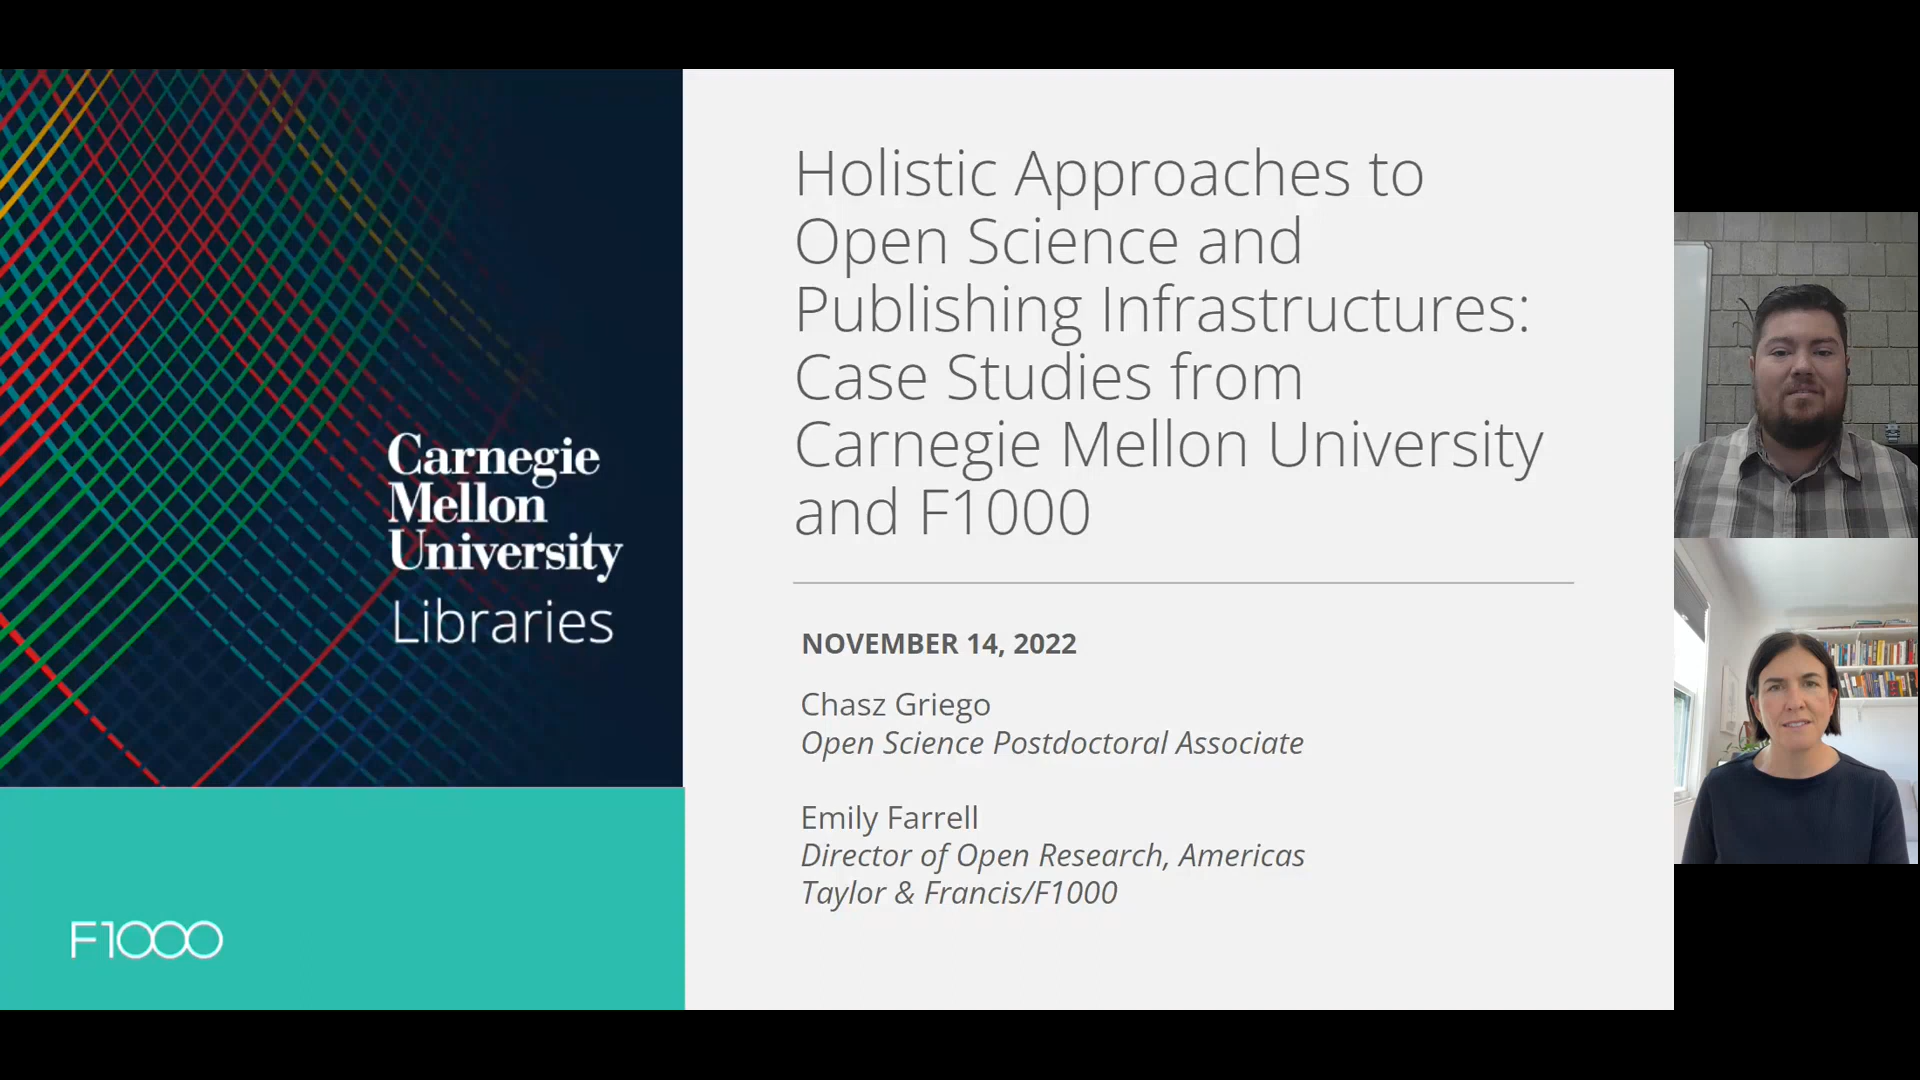 Carnegie
Mellon
University
Libraries
F1000
Holistic Approaches to
Open Science and
Publishing Infrastructures:
Case Studies from
Carnegie Mellon University
and F1000
NOVEMBER 14, 2022
Chasz Griego
Open Science Postdoctoral Associate
Emily Farrell
Director of Open Research, Americas
Taylor & Francis/F1000